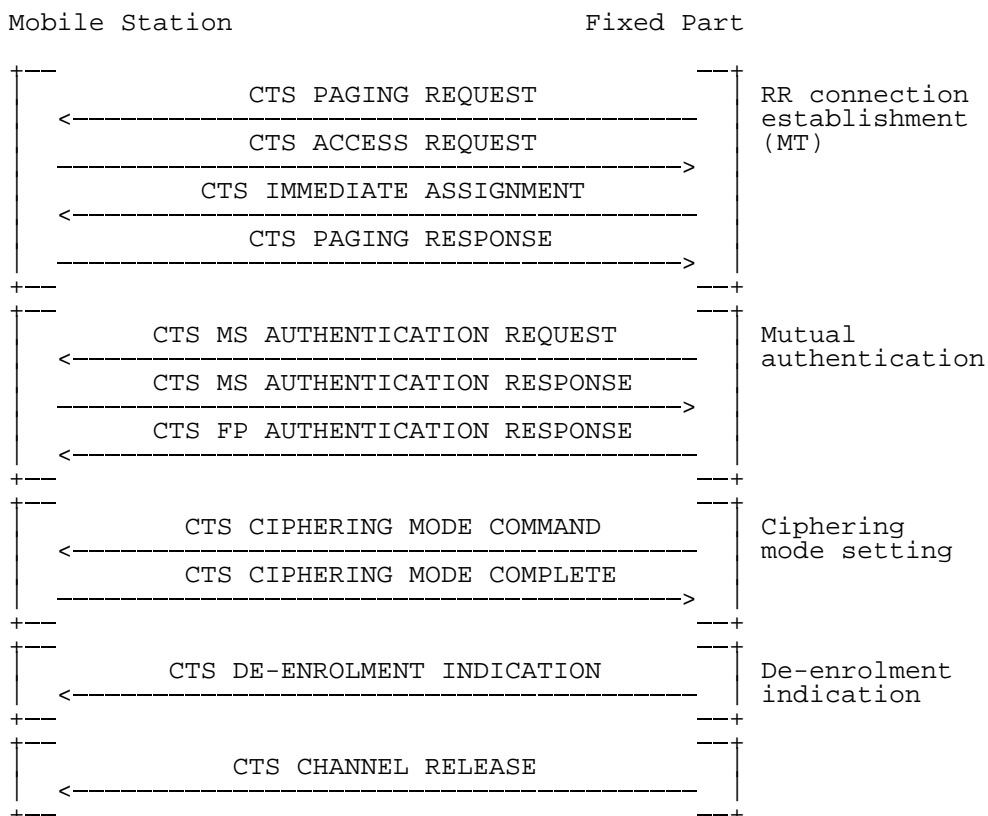 Mobile Station Fixed Part
CTS PAGING REQUEST RR connection
establishment
CTS ACCESS REQUEST (MT)
CTS IMMEDIATE ASSIGNMENT
CTS PAGING RESPONSE
CTS MS AUTHENTICATION REQUEST Mutual
authentication
CTS MS AUTHENTICATION RESPONSE
CTS FP AUTHENTICATION RESPONSE
CTS CIPHERING MODE COMMAND Ciphering
mode setting
CTS CIPHERING MODE COMPLETE
CTS DE-ENROLMENT INDICATION De-enrolment
indication
CTS CHANNEL RELEASE